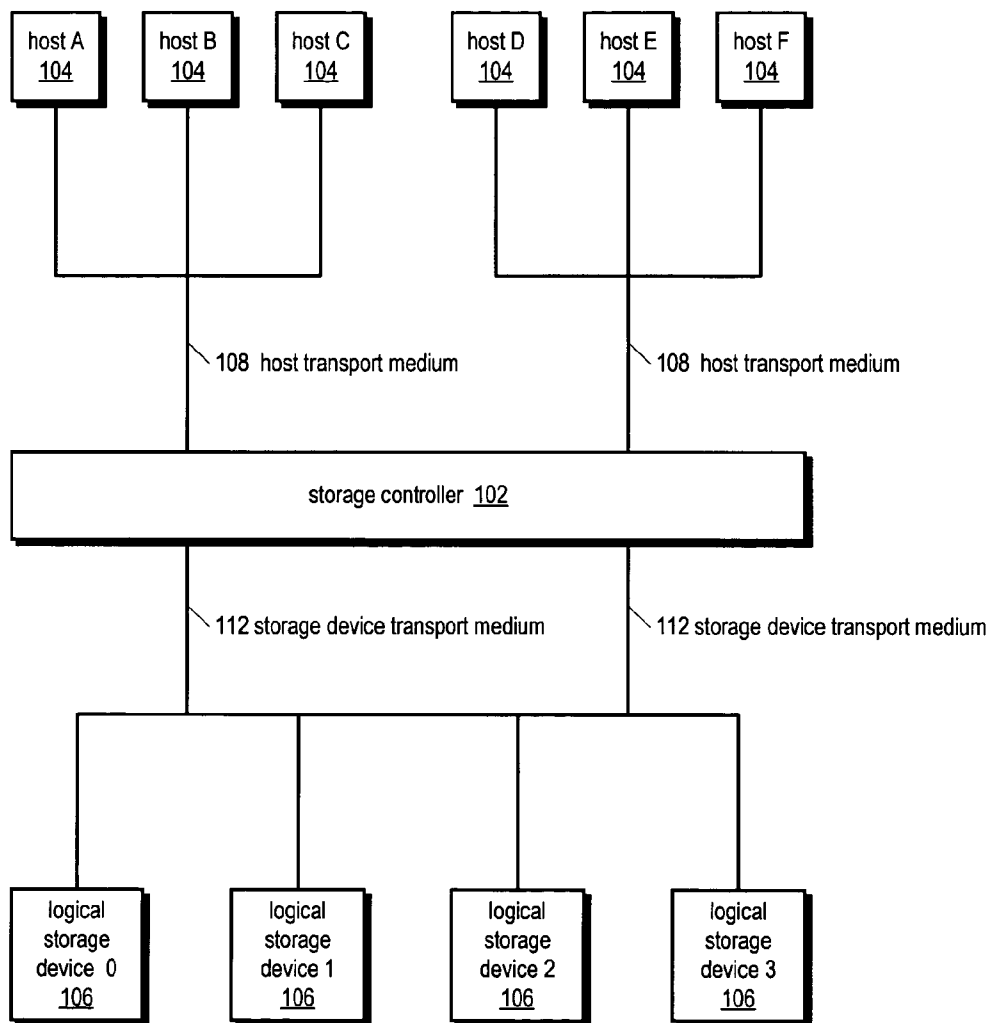 host A
104
host B
104
host C
104
host D
104
host E
104
host F
104
108 host transport medium
108 host transport medium
storage controller 102
112 storage device transport medium
112 storage device transport medium
logical
storage
device 0
106
logical
storage
device 1
106
logical
storage
device 2
106
logical
storage
device 3
106